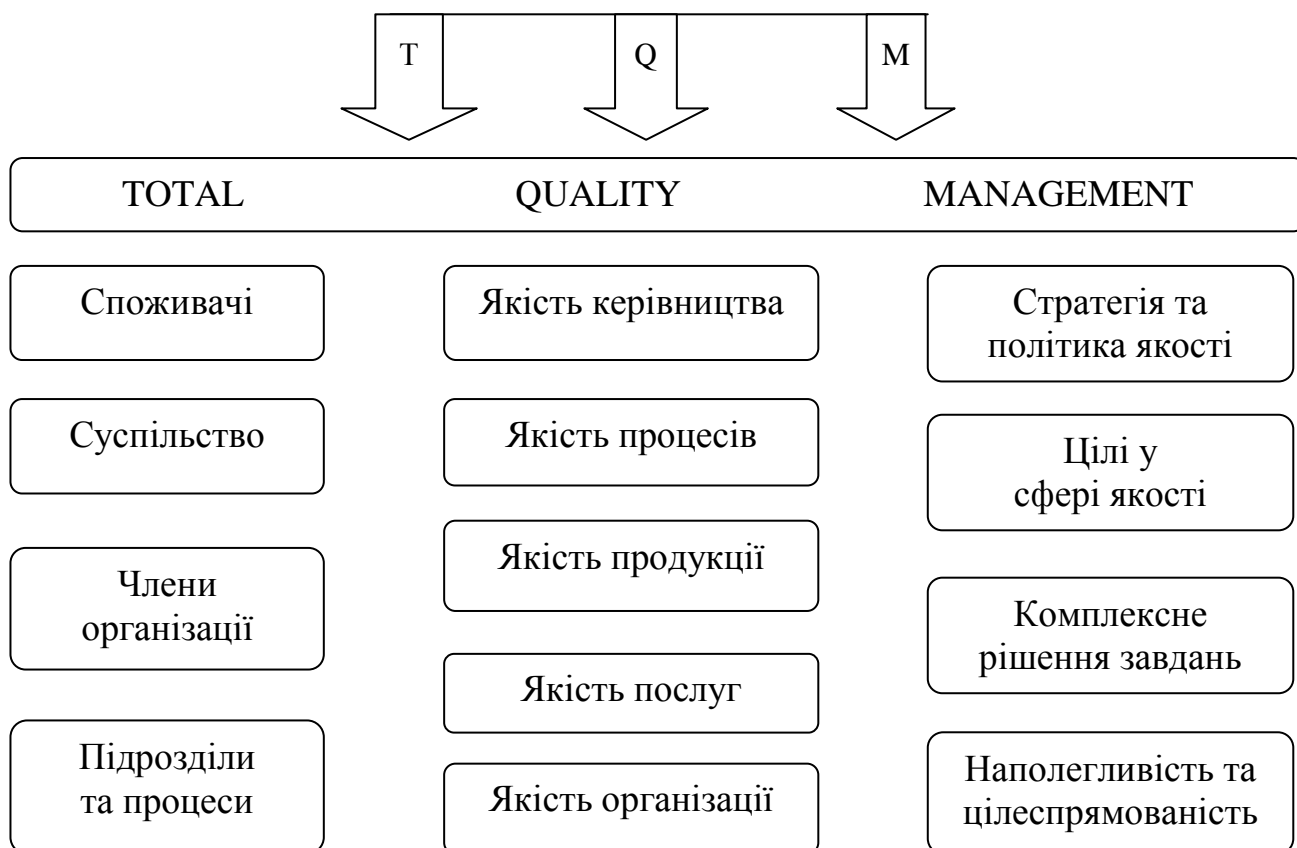 T
Q
M
TOTAL
QUALITY
MANAGEMENT
Споживачі
Суспільство
Члени
організації
Підрозділи
та процеси
Якість керівництва
Якість процесів
Якість продукції
Якість послуг
Якість організації
Стратегія та
політика якості
Цілі у
сфері якості
Комплексне
рішення завдань
Наполегливість та
цілеспрямованість